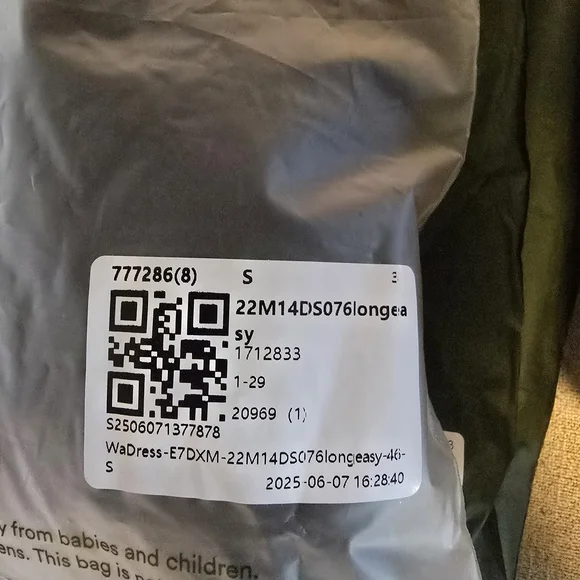 777286(8) S
22M14DS076longea
sy
1712833
1-29
20969 (1)
S2506071377878
WaDress-E7DXM-22M14DS076longeasy-46-
S
2025-06-07 16:28:40
y from babies and children.
ens. This bag is